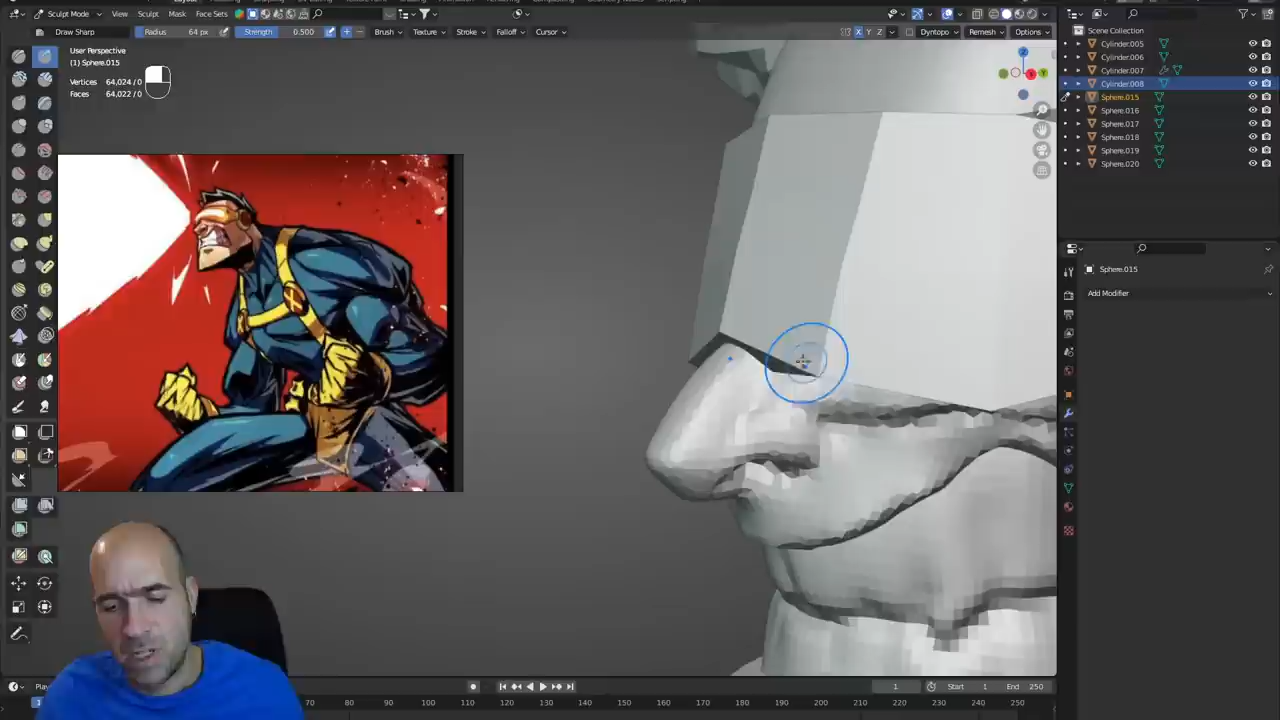 Sculpt Mode View Sculpt Mask Face Sets
Draw Sharp Radius 64 px Strength 0.500 Brush Texture Stroke Falloff Cursor X Y Z Dyntopo Remesh Options
User Perspective
(1) Sphere.015
Vertices 64,024 / 0
Faces 64,022 / 0
Scene Collection
Cylinder.005
Cylinder.006
Cylinder.007
Cylinder.008
Sphere.015
Sphere.016
Sphere.017
Sphere.018
Sphere.019
Sphere.020
Sphere.015
Add Modifier
1 Start 1 End 250
70 80 90 100 110 120 130 140 150 160 170 180 190 200 210 220 230 240 250